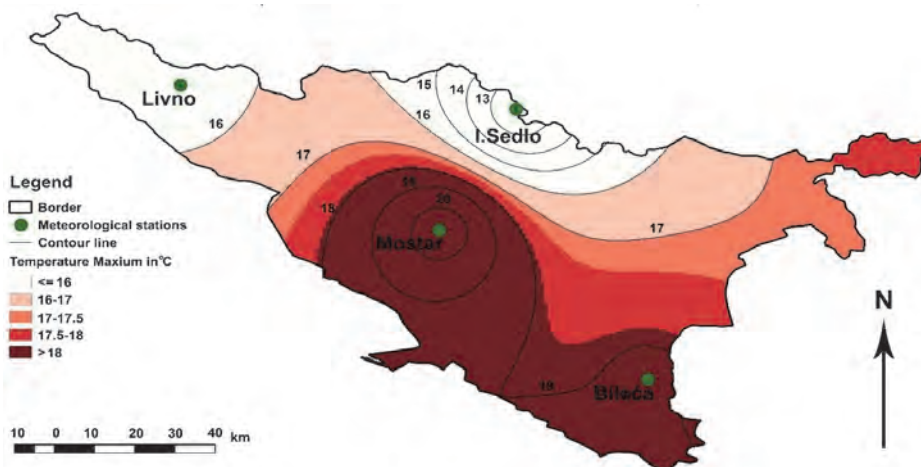 15
14
13
Livno
16
16
I.Sedlo
17
Legend
Border
Meteorological stations
Contour line
Temperature Maxium in°C
<= 16
16-17
17-17.5
17.5-18
> 18
18
20
Mostar
17
N
19
Bileća
10 0 10 20 30 40 km